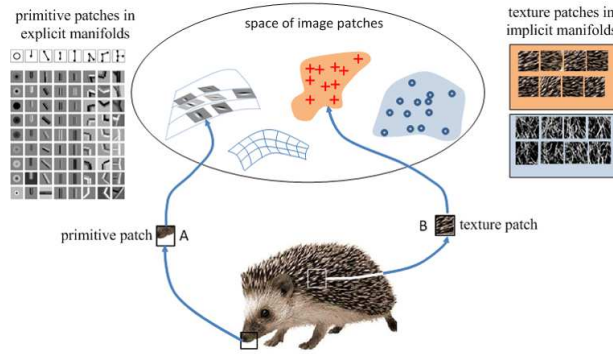 primitive patches in
explicit manifolds
space of image patches
texture patches in
implicit manifolds
primitive patch
A
B
texture patch